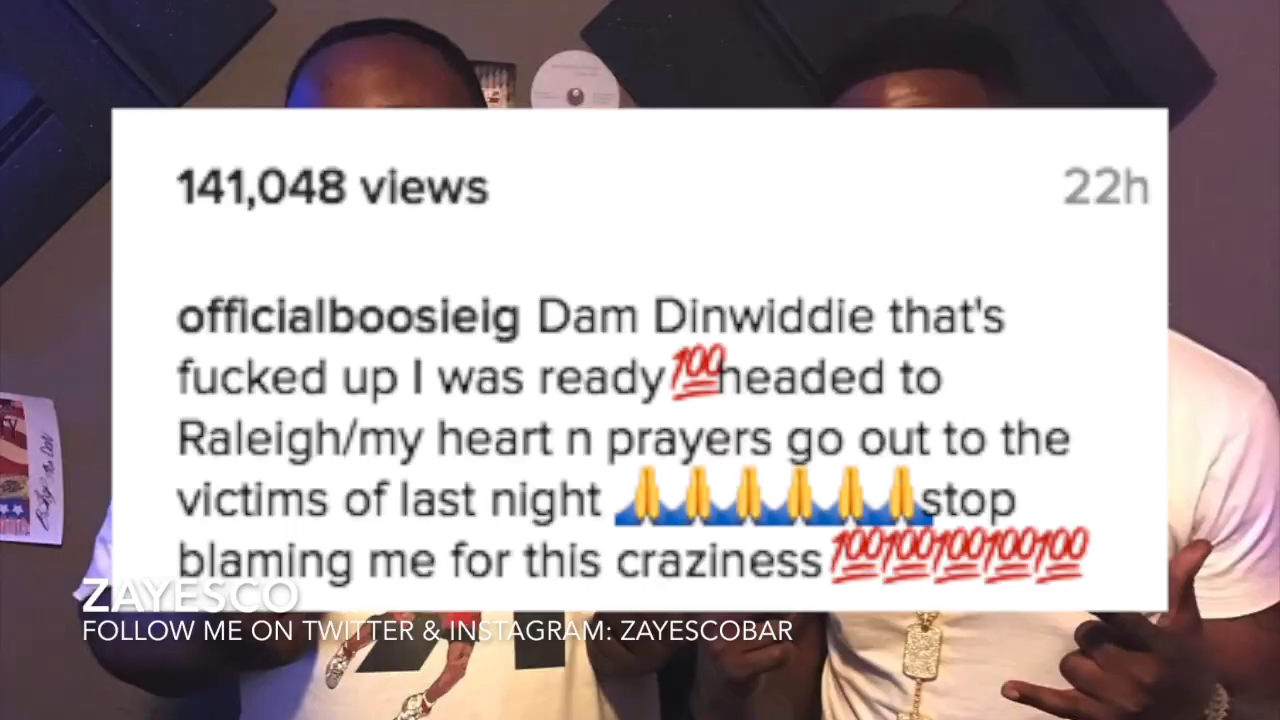 141,048 views 22h
officialboosieig Dam Dinwiddie that's
fucked up I was ready💯headed to
Raleigh/my heart n prayers go out to the
victims of last night 🙏🙏🙏🙏🙏🙏stop
blaming me for this craziness💯💯💯💯💯
ZAYESCO
FOLLOW ME ON TWITTER & INSTAGRAM: ZAYESCOBAR